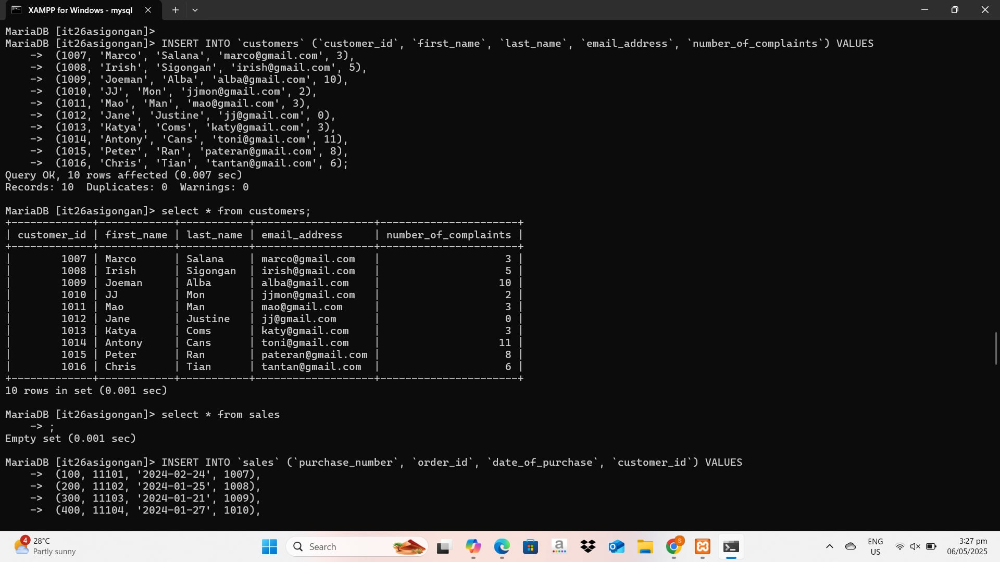 XAMPP for Windows - mysql
MariaDB [it26asigongan]>
MariaDB [it26asigongan]> INSERT INTO `customers` (`customer_id`, `first_name`, `last_name`, `email_address`, `number_of_complaints`) VALUES
    ->  (1007, 'Marco', 'Salana', 'marco@gmail.com', 3),
    ->  (1008, 'Irish', 'Sigongan', 'irish@gmail.com', 5),
    ->  (1009, 'Joeman', 'Alba', 'alba@gmail.com', 10),
    ->  (1010, 'JJ', 'Mon', 'jjmon@gmail.com', 2),
    ->  (1011, 'Mao', 'Man', 'mao@gmail.com', 3),
    ->  (1012, 'Jane', 'Justine', 'jj@gmail.com', 0),
    ->  (1013, 'Katya', 'Coms', 'katy@gmail.com', 3),
    ->  (1014, 'Antony', 'Cans', 'toni@gmail.com', 11),
    ->  (1015, 'Peter', 'Ran', 'pateran@gmail.com', 8),
    ->  (1016, 'Chris', 'Tian', 'tantan@gmail.com', 6);
Query OK, 10 rows affected (0.007 sec)
Records: 10  Duplicates: 0  Warnings: 0
MariaDB [it26asigongan]> select * from customers;
+-------------+------------+-----------+-------------------+----------------------+
| customer_id | first_name | last_name | email_address     | number_of_complaints |
+-------------+------------+-----------+-------------------+----------------------+
|        1007 | Marco      | Salana    | marco@gmail.com   |                    3 |
|        1008 | Irish      | Sigongan  | irish@gmail.com   |                    5 |
|        1009 | Joeman     | Alba      | alba@gmail.com    |                   10 |
|        1010 | JJ         | Mon       | jjmon@gmail.com   |                    2 |
|        1011 | Mao        | Man       | mao@gmail.com     |                    3 |
|        1012 | Jane       | Justine   | jj@gmail.com      |                    0 |
|        1013 | Katya      | Coms      | katy@gmail.com    |                    3 |
|        1014 | Antony     | Cans      | toni@gmail.com    |                   11 |
|        1015 | Peter      | Ran       | pateran@gmail.com |                    8 |
|        1016 | Chris      | Tian      | tantan@gmail.com  |                    6 |
+-------------+------------+-----------+-------------------+----------------------+
10 rows in set (0.001 sec)
MariaDB [it26asigongan]> select * from sales
    -> ;
Empty set (0.001 sec)
MariaDB [it26asigongan]> INSERT INTO `sales` (`purchase_number`, `order_id`, `date_of_purchase`, `customer_id`) VALUES
    ->  (100, 11101, '2024-02-24', 1007),
    ->  (200, 11102, '2024-01-25', 1008),
    ->  (300, 11103, '2024-01-21', 1009),
    ->  (400, 11104, '2024-01-27', 1010),
4
28°C
Partly sunny
Search
a
S
ENG
US
3:27 pm
06/05/2025